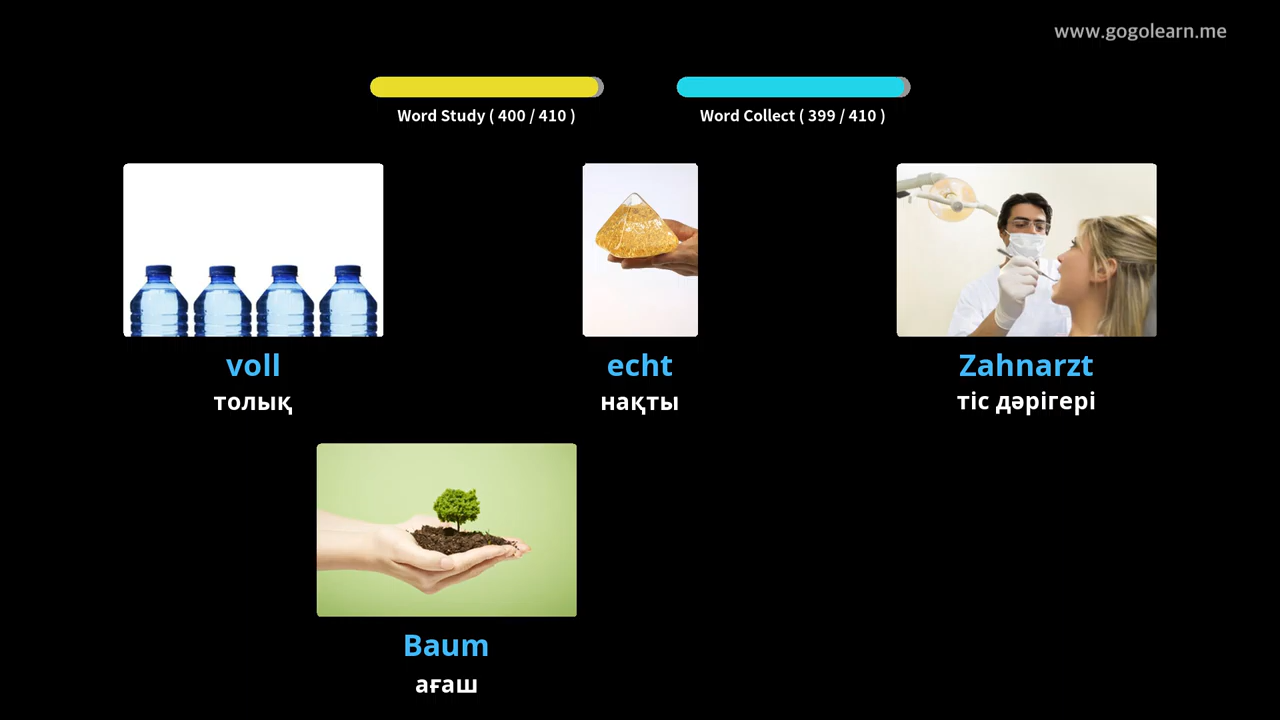 www.gogolearn.me
Word Study ( 400 / 410 )
Word Collect ( 399 / 410 )
voll
толық
echt
нақты
Zahnarzt
тіс дәрігері
Baum
ағаш